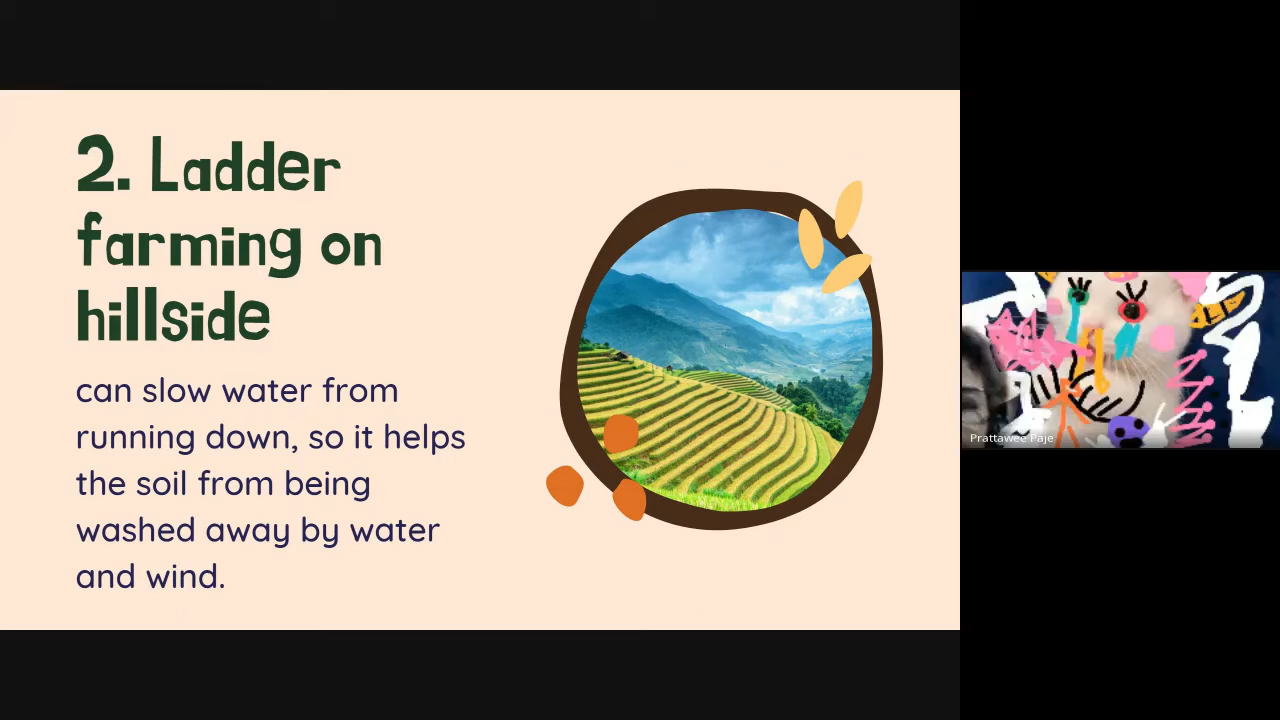 2. Ladder
farming on
hillside
can slow water from
running down, so it helps
the soil from being
washed away by water
and wind.
Prattawee Paje